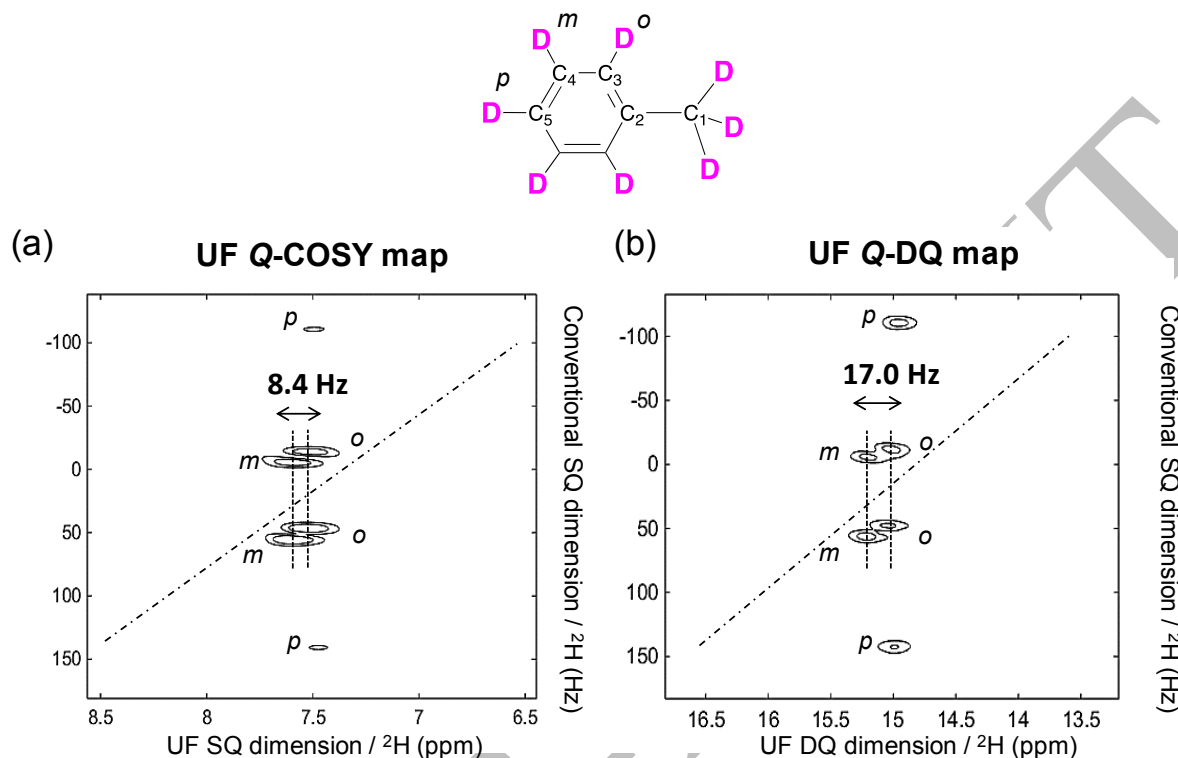 m
o
D
D
D
C4
C3
p
D
C5
C2
C1
D
D
D
D
(a)
UF Q-COSY map
(b)
UF Q-DQ map
p
8.4 Hz
o
m
o
m
p
-100
-50
0
50
100
150
8.5
8
7.5
7
6.5
UF SQ dimension / ²H (ppm)
Conventional SQ dimension / ²H (Hz)
p
17.0 Hz
m
o
m
o
p
-100
-50
0
50
100
150
16.5
16
15.5
15
14.5
14
13.5
UF DQ dimension / ²H (ppm)
Conventional SQ dimension / ²H (Hz)
T